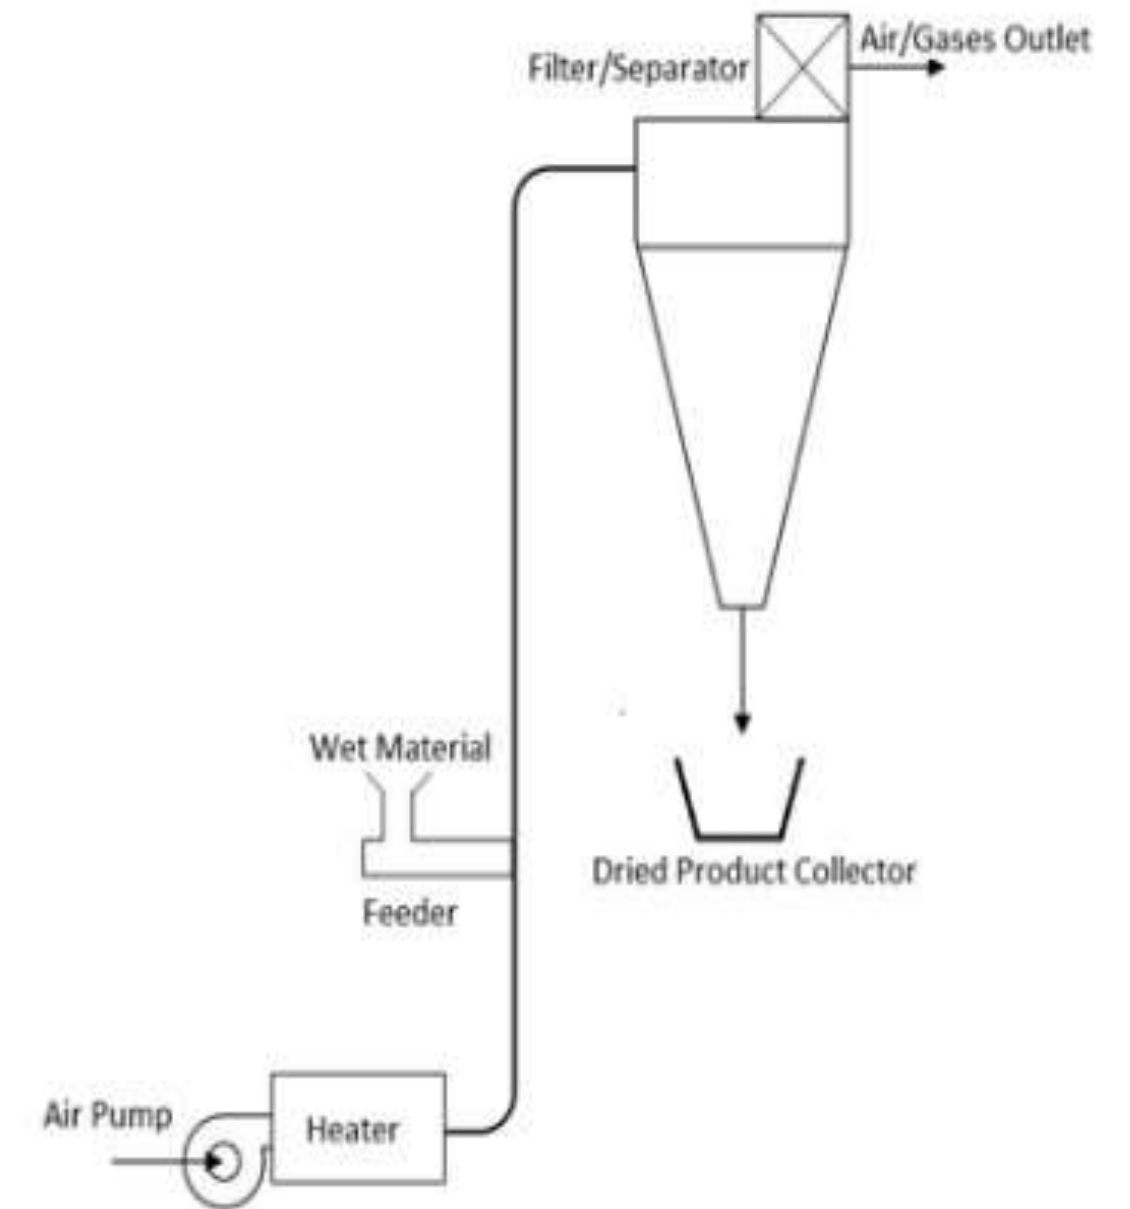 Air/Gases Outlet
Filter/Separator
Wet Material
Dried Product Collector
Feeder
Air Pump
Heater